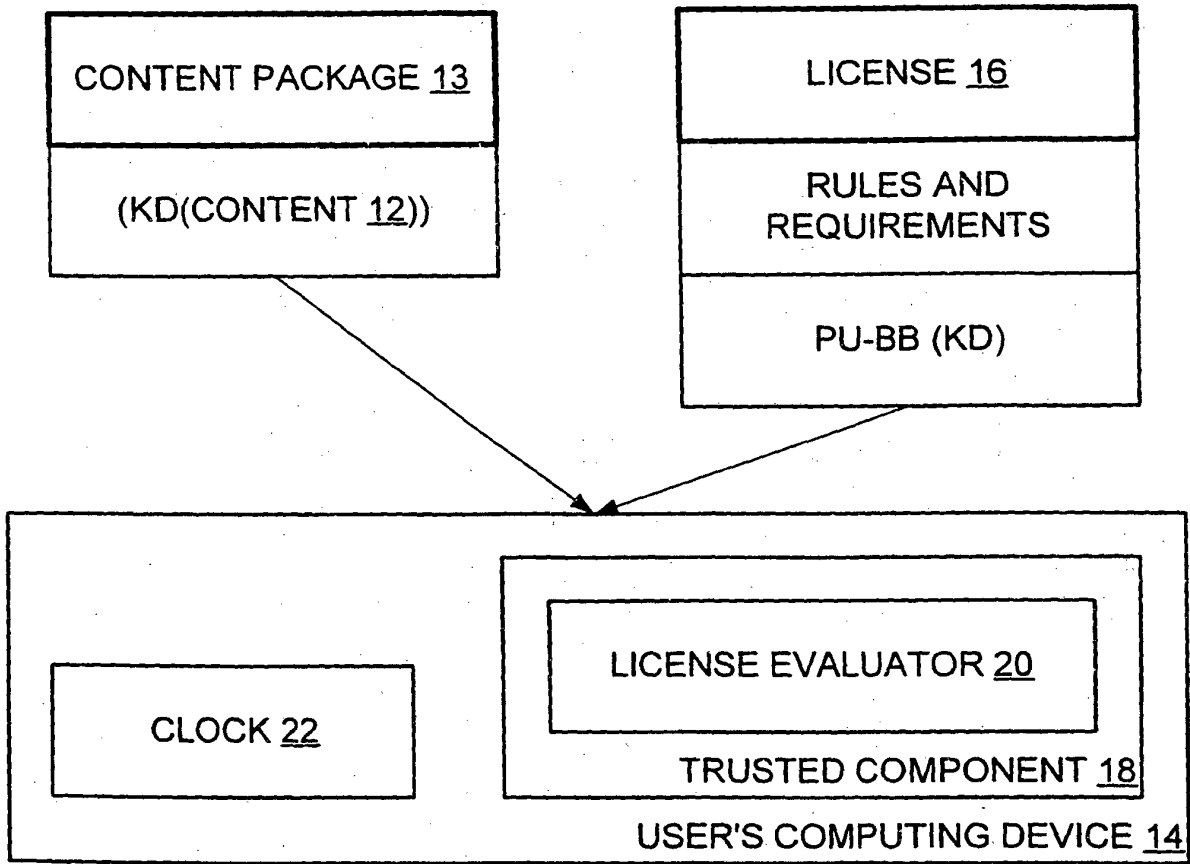 CONTENT PACKAGE 13
(KD(CONTENT 12))
LICENSE 16
RULES AND
REQUIREMENTS
PU-BB (KD)
CLOCK 22
LICENSE EVALUATOR 20
TRUSTED COMPONENT 18
USER'S COMPUTING DEVICE 14